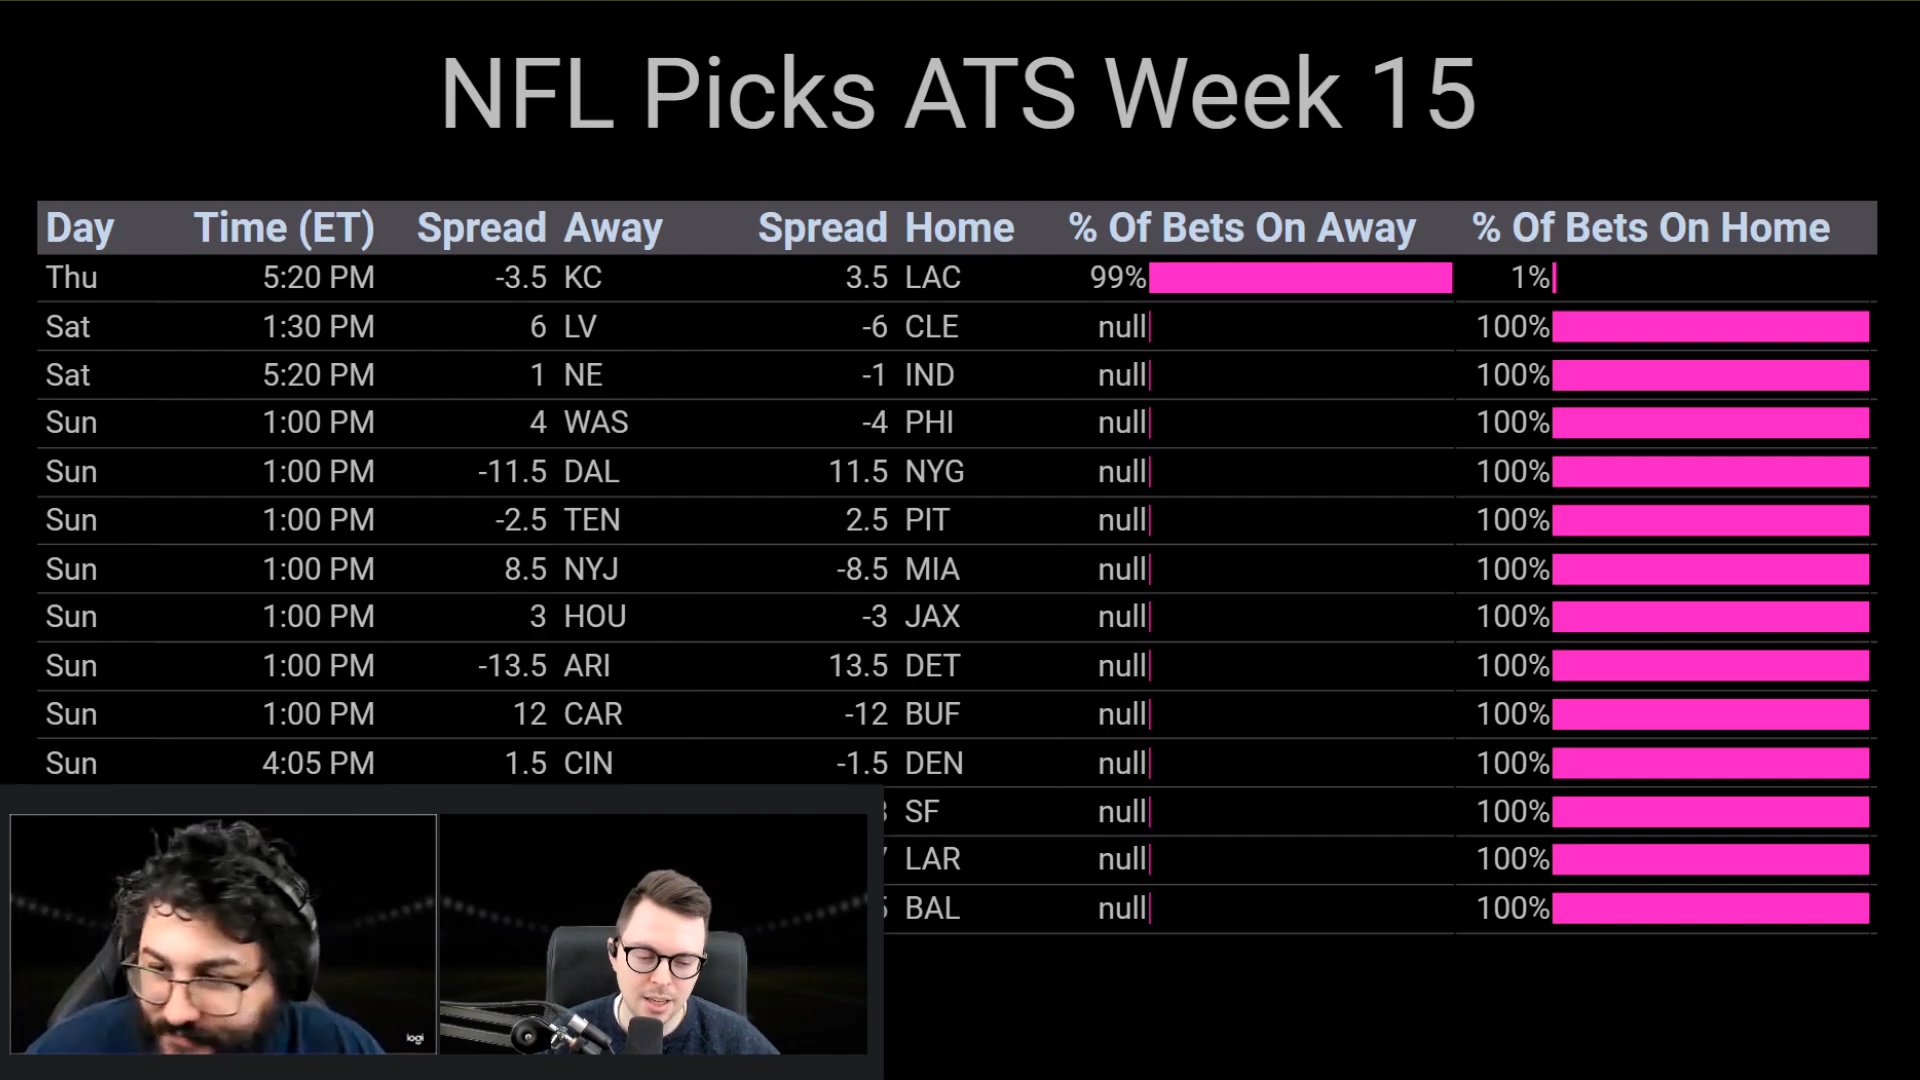 NFL Picks ATS Week 15
Day Time (ET) Spread Away Spread Home % Of Bets On Away % Of Bets On Home
Thu 5:20 PM -3.5 KC 3.5 LAC 99% 1%
Sat 1:30 PM 6 LV -6 CLE null 100%
Sat 5:20 PM 1 NE -1 IND null 100%
Sun 1:00 PM 4 WAS -4 PHI null 100%
Sun 1:00 PM -11.5 DAL 11.5 NYG null 100%
Sun 1:00 PM -2.5 TEN 2.5 PIT null 100%
Sun 1:00 PM 8.5 NYJ -8.5 MIA null 100%
Sun 1:00 PM 3 HOU -3 JAX null 100%
Sun 1:00 PM -13.5 ARI 13.5 DET null 100%
Sun 1:00 PM 12 CAR -12 BUF null 100%
Sun 4:05 PM 1.5 CIN -1.5 DEN null 100%
SF null 100%
LAR null 100%
BAL null 100%
logi